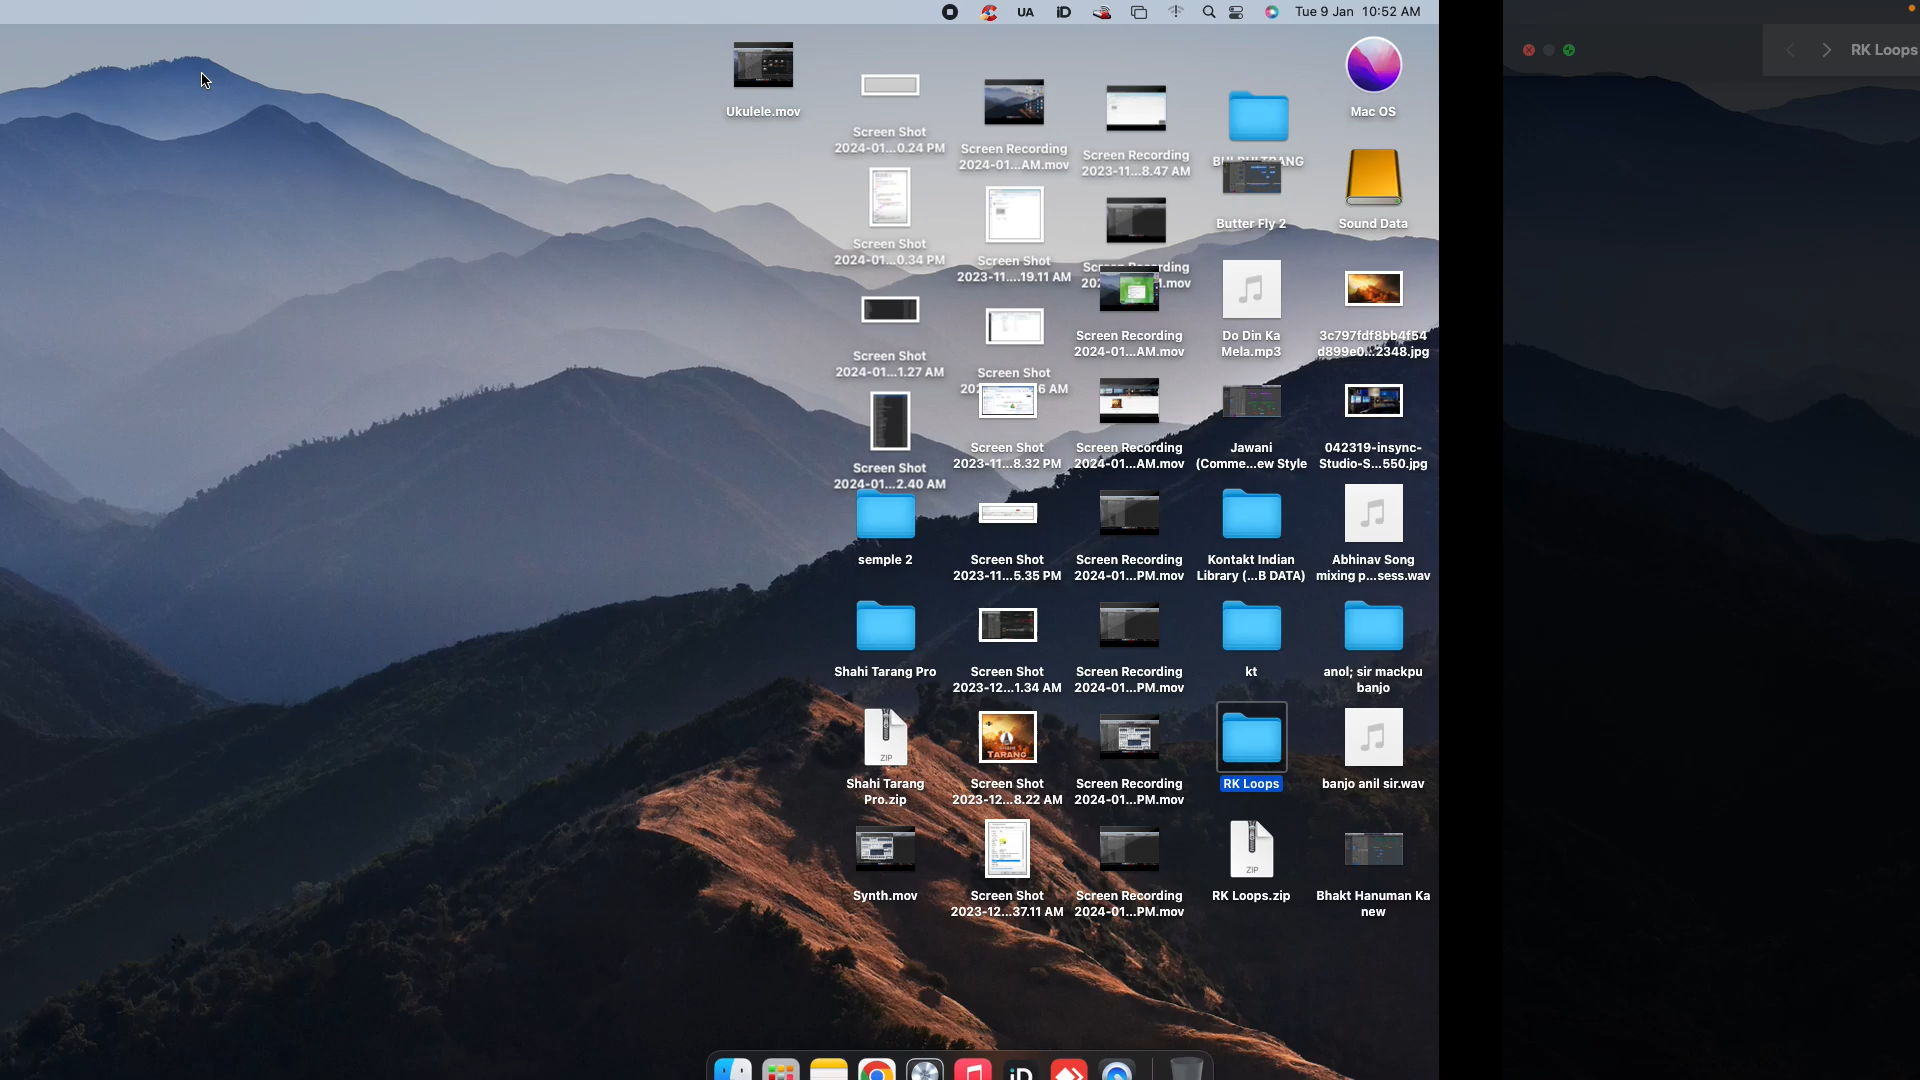 UA
iD
Tue 9 Jan 10:52 AM
RK Loops
Ukulele.mov
Screen Shot
2024-01...0.24 PM
Screen Recording
2024-01...AM.mov
Screen Recording
2023-11...8.47 AM
Mac OS
Screen Shot
2024-01...0.34 PM
Screen Shot
2023-11....19.11 AM
Butter Fly 2
Sound Data
Screen Shot
2024-01...1.27 AM
Screen Shot
6 AM
Screen Recording
2024-01...AM.mov
Do Din Ka
Mela.mp3
3c797fdf8bb4f54
d899e0...2348.jpg
Screen Shot
2024-01...2.40 AM
Screen Shot
2023-11...8.32 PM
Screen Recording
2024-01...AM.mov
Jawani
(Comme...ew Style
042319-insync-
Studio-S...550.jpg
semple 2
Screen Shot
2023-11...5.35 PM
Screen Recording
2024-01...PM.mov
Kontakt Indian
Library (...B DATA)
Abhinav Song
mixing p...sess.wav
Shahi Tarang Pro
Screen Shot
2023-12...1.34 AM
Screen Recording
2024-01...PM.mov
kt
anol; sir mackpu
banjo
ZIP
TARANG
Shahi Tarang
Pro.zip
Screen Shot
2023-12...8.22 AM
Screen Recording
2024-01...PM.mov
RK Loops
banjo anil sir.wav
ZIP
Synth.mov
Screen Shot
2023-12...37.11 AM
Screen Recording
2024-01...PM.mov
RK Loops.zip
Bhakt Hanuman Ka
new
iD